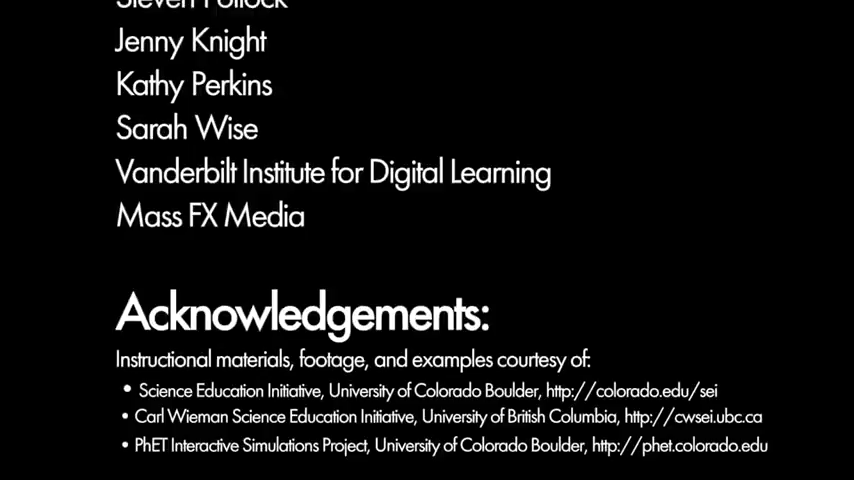 Steven Pollock
Jenny Knight
Kathy Perkins
Sarah Wise
Vanderbilt Institute for Digital Learning
Mass FX Media
Acknowledgements:
Instructional materials, footage, and examples courtesy of:
• Science Education Initiative, University of Colorado Boulder, http://colorado.edu/sei
• Carl Wieman Science Education Initiative, University of British Columbia, http://cwsei.ubc.ca
• PhET Interactive Simulations Project, University of Colorado Boulder, http://phet.colorado.edu